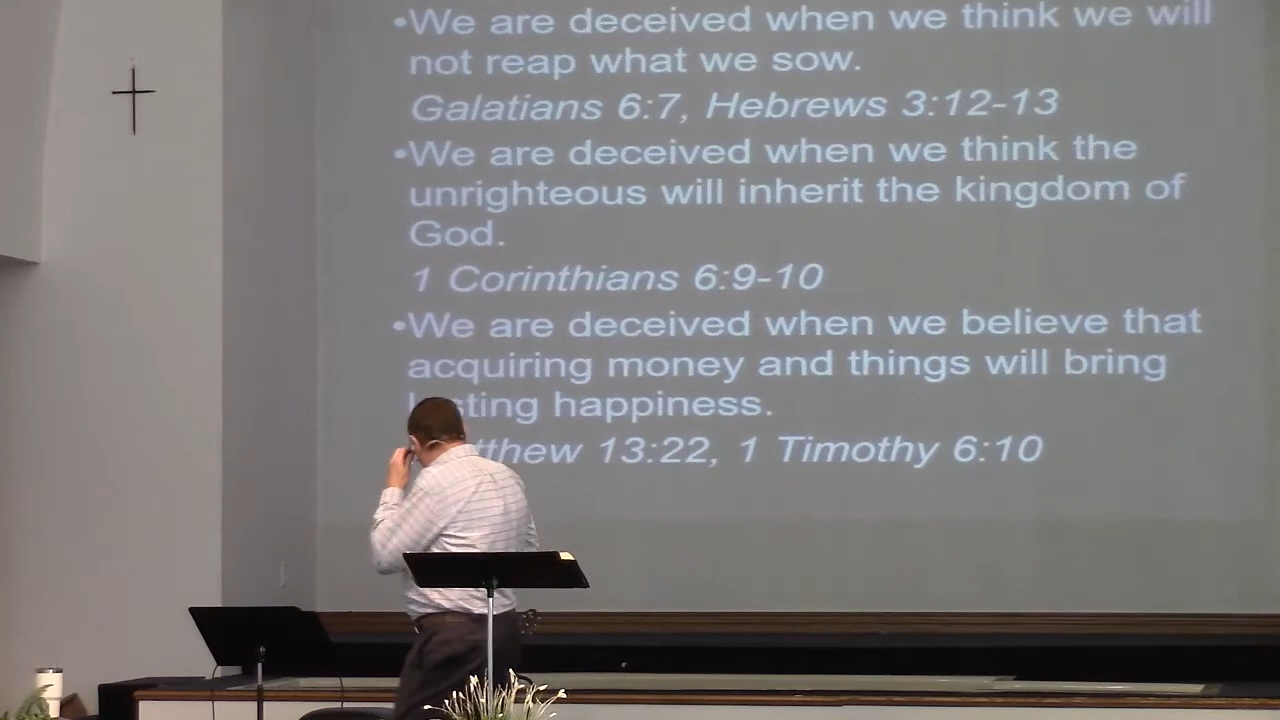 •We are deceived when we think we will
not reap what we sow.
Galatians 6:7, Hebrews 3:12-13
•We are deceived when we think the
unrighteous will inherit the kingdom of
God.
1 Corinthians 6:9-10
•We are deceived when we believe that
acquiring money and things will bring
happiness.
13:22, 1 Timothy 6:10